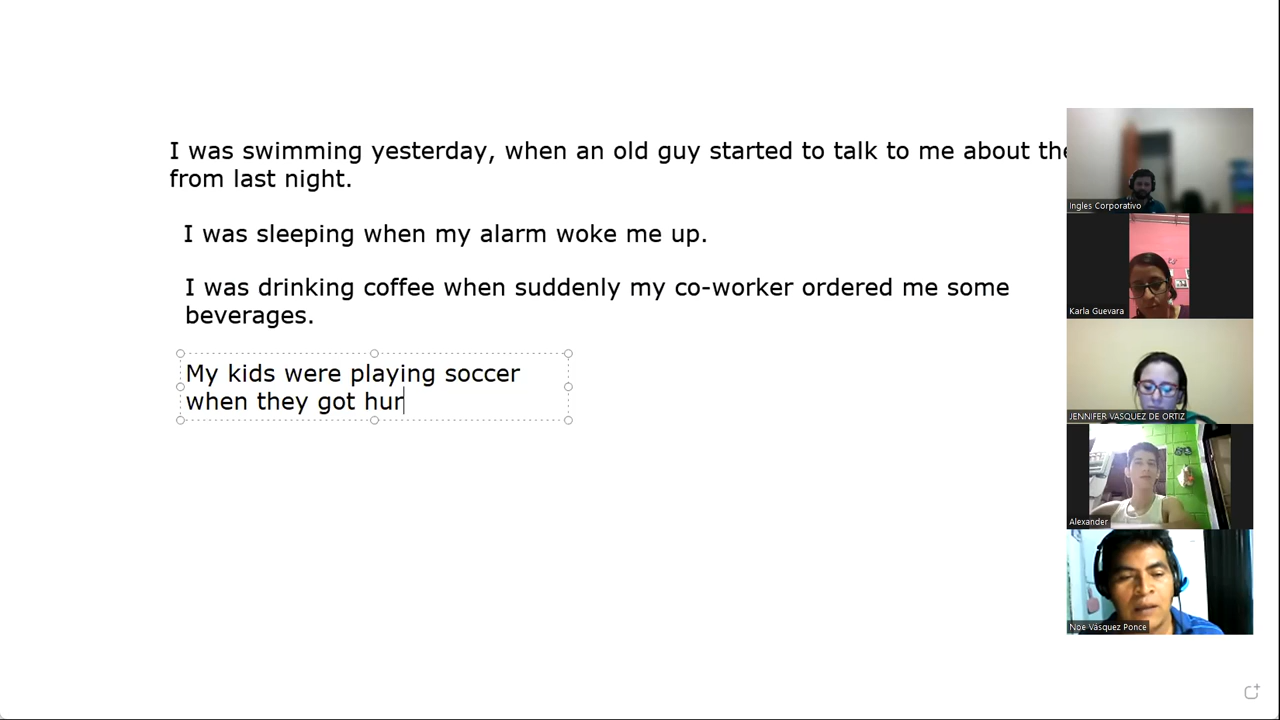 I was swimming yesterday, when an old guy started to talk to me about the
from last night.
I was sleeping when my alarm woke me up.
I was drinking coffee when suddenly my co-worker ordered me some
beverages.
My kids were playing soccer
when they got hur
Ingles Corporativo
Karla Guevara
JENNIFER VASQUEZ DE ORTIZ
Alexander
Noe Vásquez Ponce